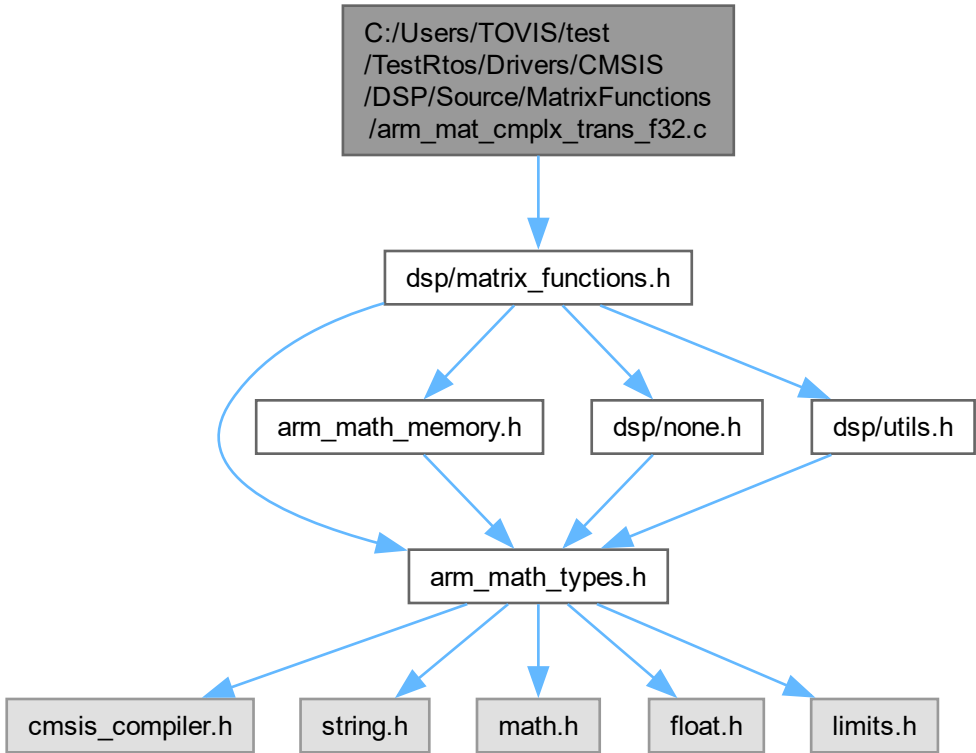 C:/Users/TOVIS/test
/TestRtos/Drivers/CMSIS
/DSP/Source/MatrixFunctions
/arm_mat_cmplx_trans_f32.c
dsp/matrix_functions.h
arm_math_memory.h
dsp/none.h
dsp/utils.h
arm_math_types.h
cmsis_compiler.h
string.h
math.h
float.h
limits.h